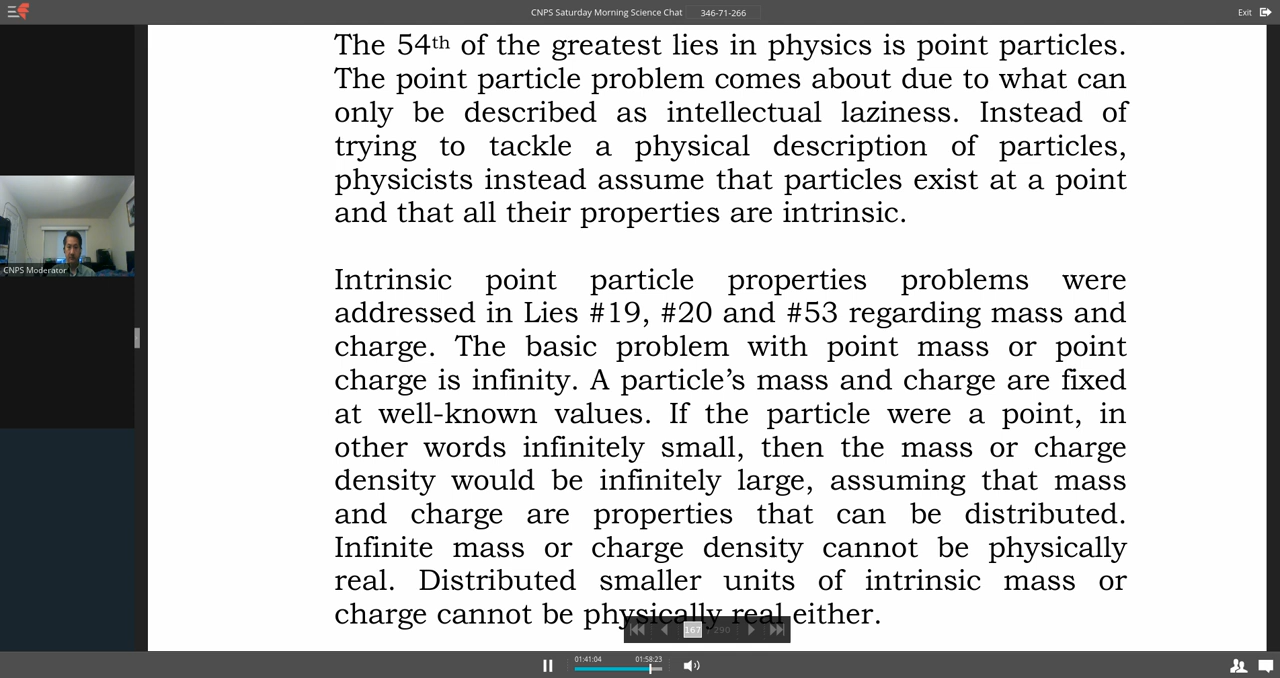 CNPS Saturday Morning Science Chat 346-71-266 Exit
The 54th of the greatest lies in physics is point particles.
The point particle problem comes about due to what can
only be described as intellectual laziness. Instead of
trying to tackle a physical description of particles,
physicists instead assume that particles exist at a point
and that all their properties are intrinsic.
Intrinsic point particle properties problems were
addressed in Lies #19, #20 and #53 regarding mass and
charge. The basic problem with point mass or point
charge is infinity. A particle’s mass and charge are fixed
at well-known values. If the particle were a point, in
other words infinitely small, then the mass or charge
density would be infinitely large, assuming that mass
and charge are properties that can be distributed.
Infinite mass or charge density cannot be physically
real. Distributed smaller units of intrinsic mass or
charge cannot be physically real either.
CNPS Moderator
167 / 290
01:41:04 01:58:23